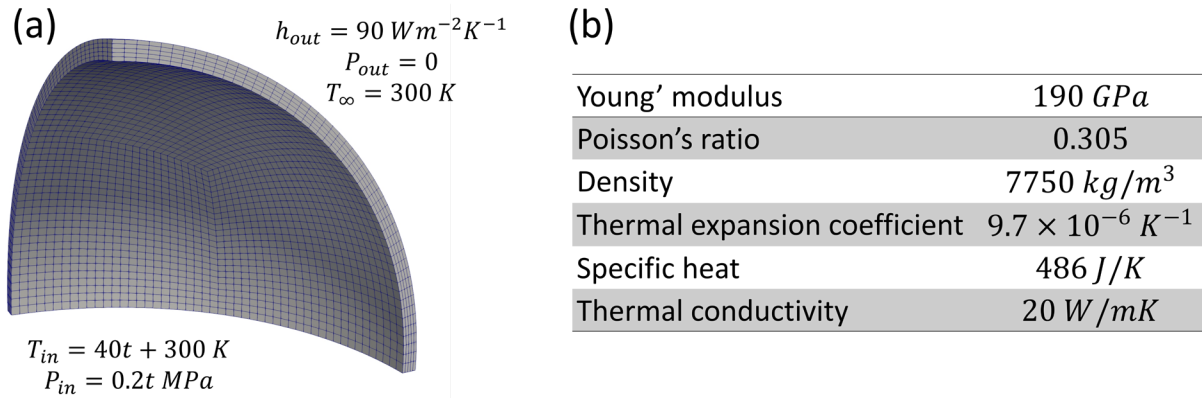 (a)
h_out = 90 Wm⁻²K⁻¹
P_out = 0
T_∞ = 300 K
T_in = 40t + 300 K
P_in = 0.2t MPa
(b)
Young' modulus 190 GPa
Poisson's ratio 0.305
Density 7750 kg/m³
Thermal expansion coefficient 9.7 × 10⁻⁶ K⁻¹
Specific heat 486 J/K
Thermal conductivity 20 W/mK